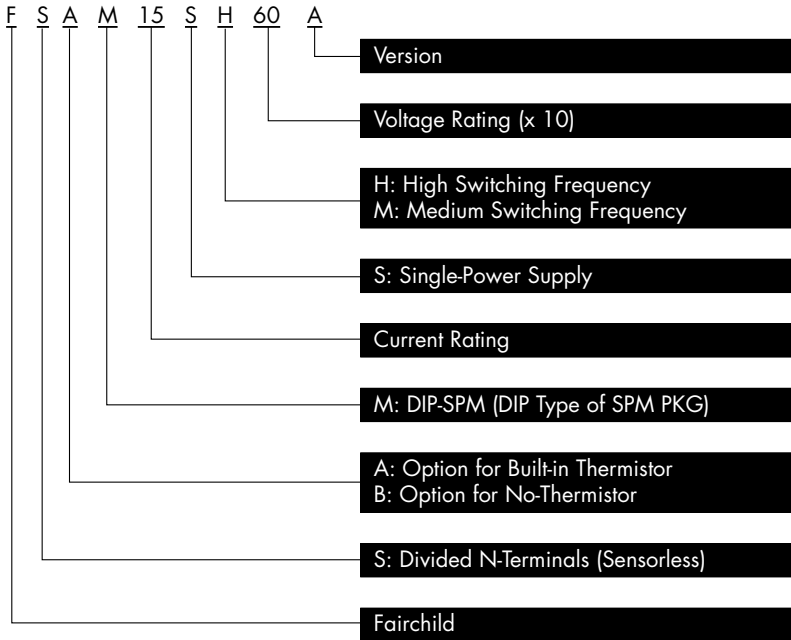 F S A M 15 S H 60 A
Version
Voltage Rating (x 10)
H: High Switching Frequency
M: Medium Switching Frequency
S: Single-Power Supply
Current Rating
M: DIP-SPM (DIP Type of SPM PKG)
A: Option for Built-in Thermistor
B: Option for No-Thermistor
S: Divided N-Terminals (Sensorless)
Fairchild